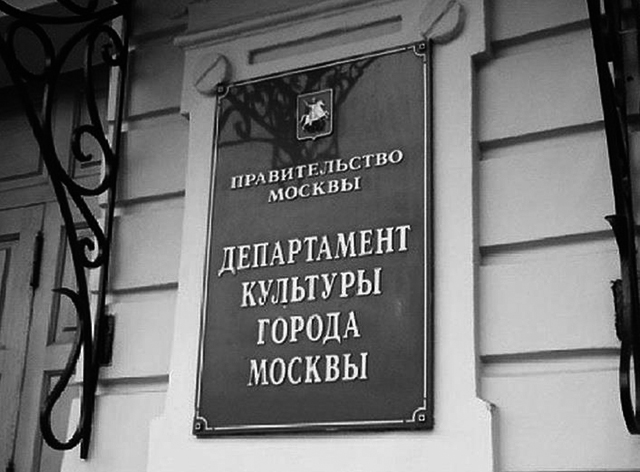 ПРАВИТЕЛЬСТВО
МОСКВЫ
ДЕПАРТАМЕНТ
КУЛЬТУРЫ
ГОРОДА
МОСКВЫ